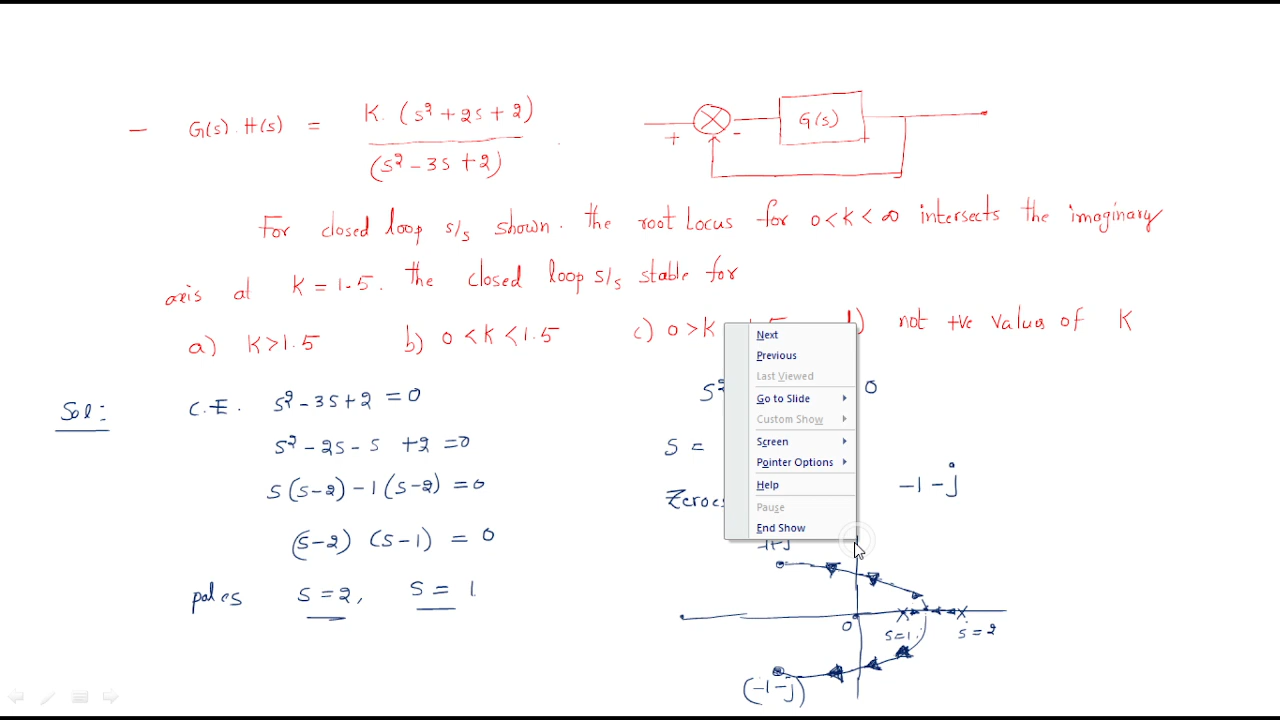 - G(s).H(s) = K. (s²+2s+2) / (s²-3s+2)
+ - G(s) +
For closed loop s/s shown. the root Locus for 0<K<∞ intersects the imaginary
axis at K=1.5. the closed loop s/s stable for
a) K>1.5 b) 0<K<1.5 c) 0>K not +ve values of K
Sol: C.E. s²-3s+2=0
s²-2s-s +2=0
s(s-2)-1(s-2)=0
(s-2) (s-1) = 0
poles s=2, s=1
s² 0
s =
Zeroes -1-j
Next
Previous
Last Viewed
Go to Slide
Custom Show
Screen
Pointer Options
Help
Pause
End Show
-1+j
0 s=1 s=2
(-1-j)